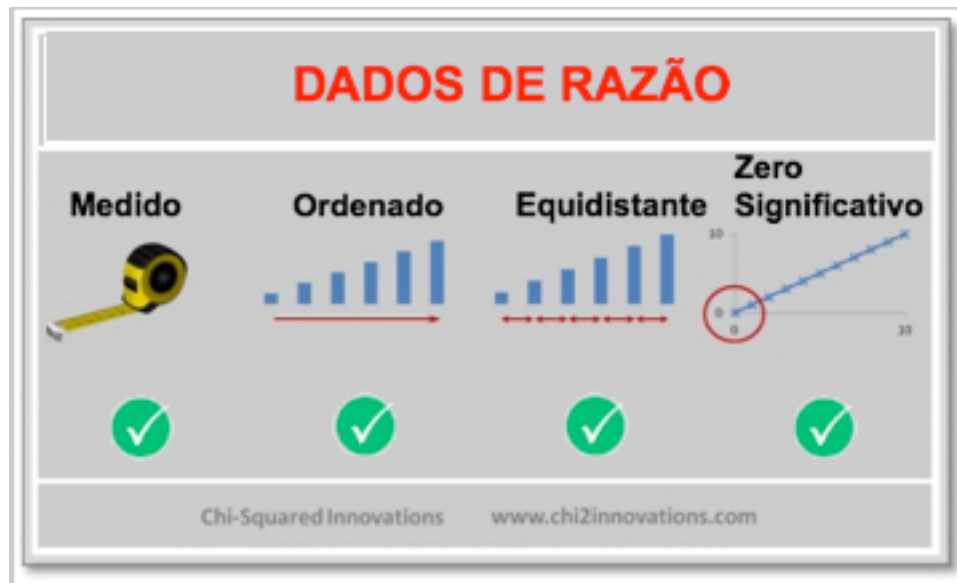 DADOS DE RAZÃO
Medido
Ordenado
Equidistante
Zero
Significativo
10
0
0
10
Chi-Squared Innovations www.chi2innovations.com